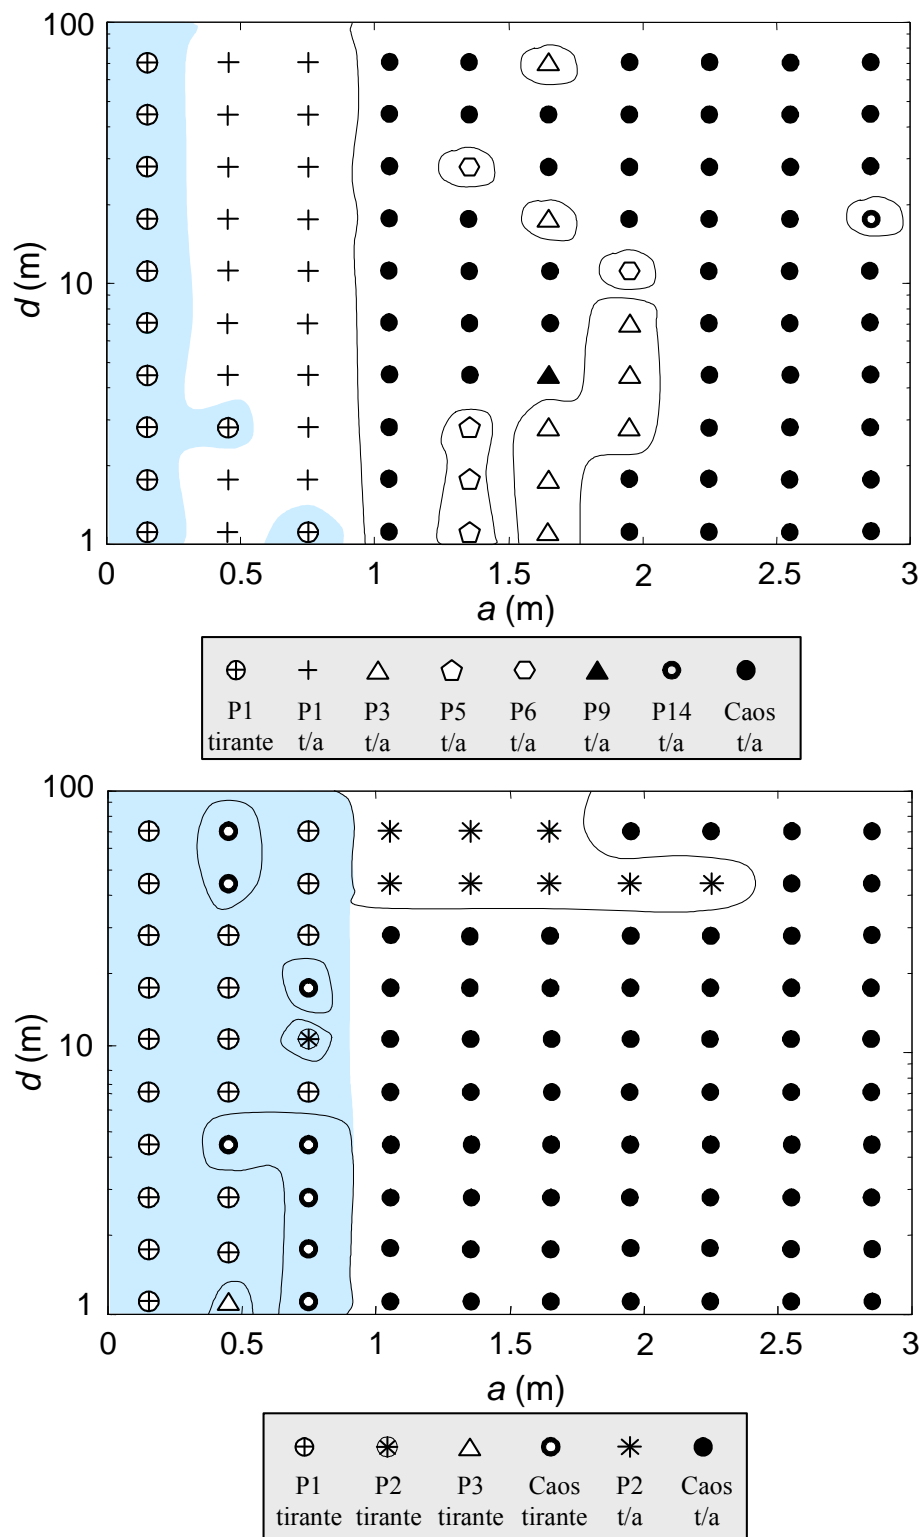 100
10
1
d (m)
0 0.5 1 1.5 2 2.5 3
a (m)
P1 P1 P3 P5 P6 P9 P14 Caos
tirante t/a t/a t/a t/a t/a t/a t/a
100
10
1
d (m)
0 0.5 1 1.5 2 2.5 3
a (m)
P1 P2 P3 Caos P2 Caos
tirante tirante tirante tirante t/a t/a